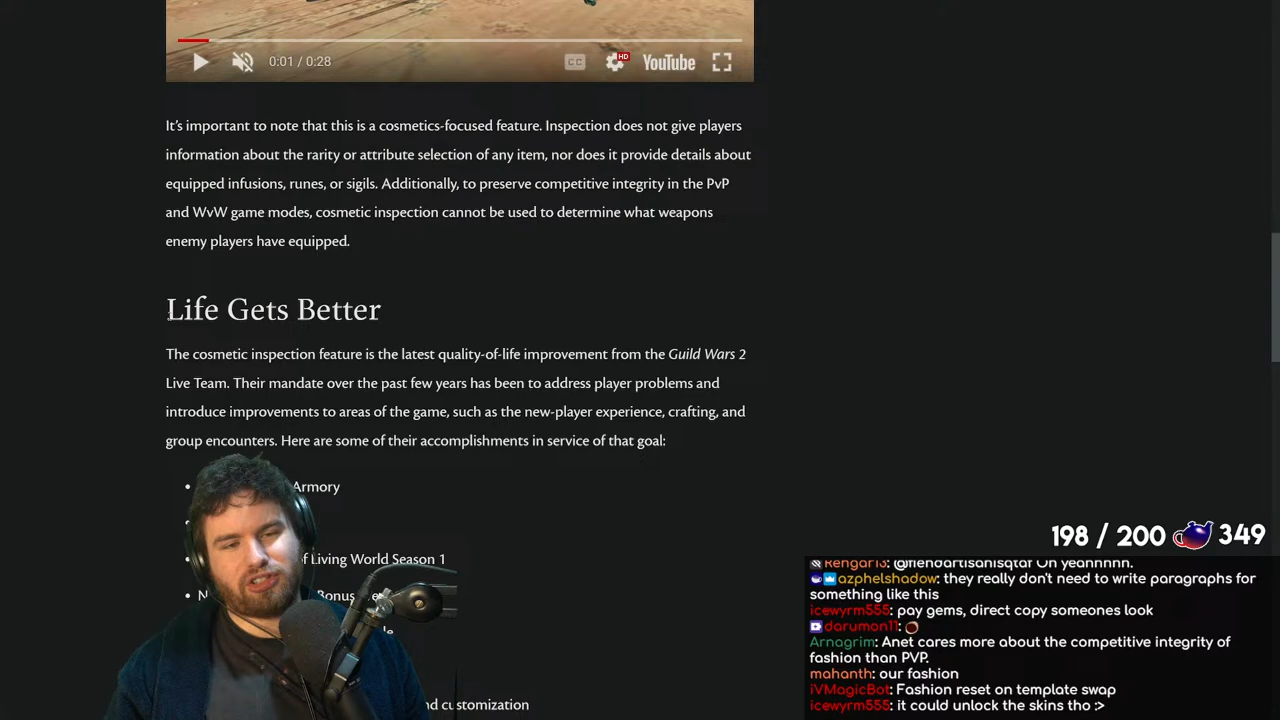 0:01 / 0:28
CC
HD
YouTube
It's important to note that this is a cosmetics-focused feature. Inspection does not give players
information about the rarity or attribute selection of any item, nor does it provide details about
equipped infusions, runes, or sigils. Additionally, to preserve competitive integrity in the PvP
and WvW game modes, cosmetic inspection cannot be used to determine what weapons
enemy players have equipped.
Life Gets Better
The cosmetic inspection feature is the latest quality-of-life improvement from the Guild Wars 2
Live Team. Their mandate over the past few years has been to address player problems and
introduce improvements to areas of the game, such as the new-player experience, crafting, and
group encounters. Here are some of their accomplishments in service of that goal:
• Armory
• of Living World Season 1
• Bonus
nd customization
198 / 200 349
Rengar13: @fiendartisanisqtaf Oh yeannnnn.
azphelshadow: they really don't need to write paragraphs for
something like this
icewyrm555: pay gems, direct copy someones look
darumon11:
Arnagrim: Anet cares more about the competitive integrity of
fashion than PVP.
mahanth: our fashion
iVMagicBot: Fashion reset on template swap
icewyrm555: it could unlock the skins tho :>